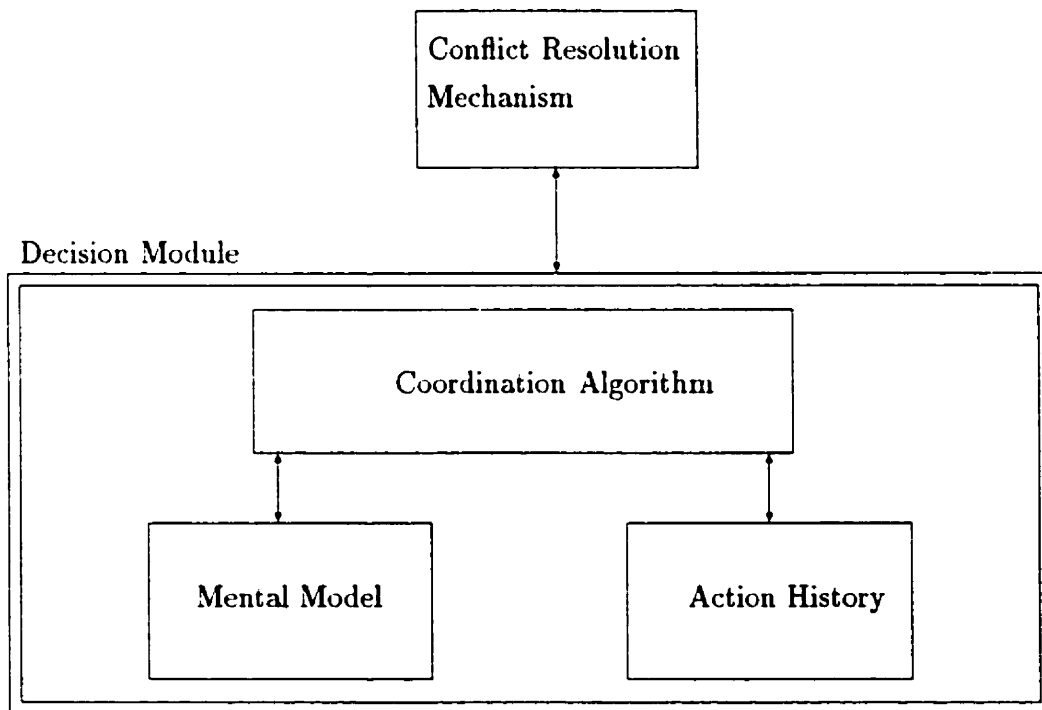 Conflict Resolution
Mechanism
Decision Module
Coordination Algorithm
Mental Model
Action History